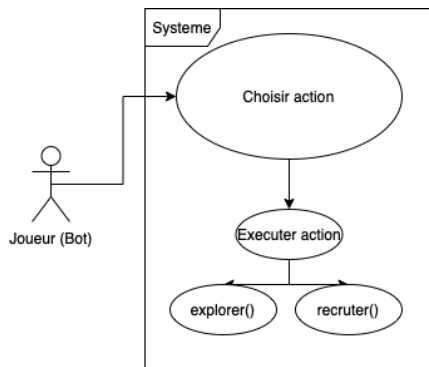 Systeme
Choisir action
Joueur (Bot)
Executer action
explorer()
recruter()